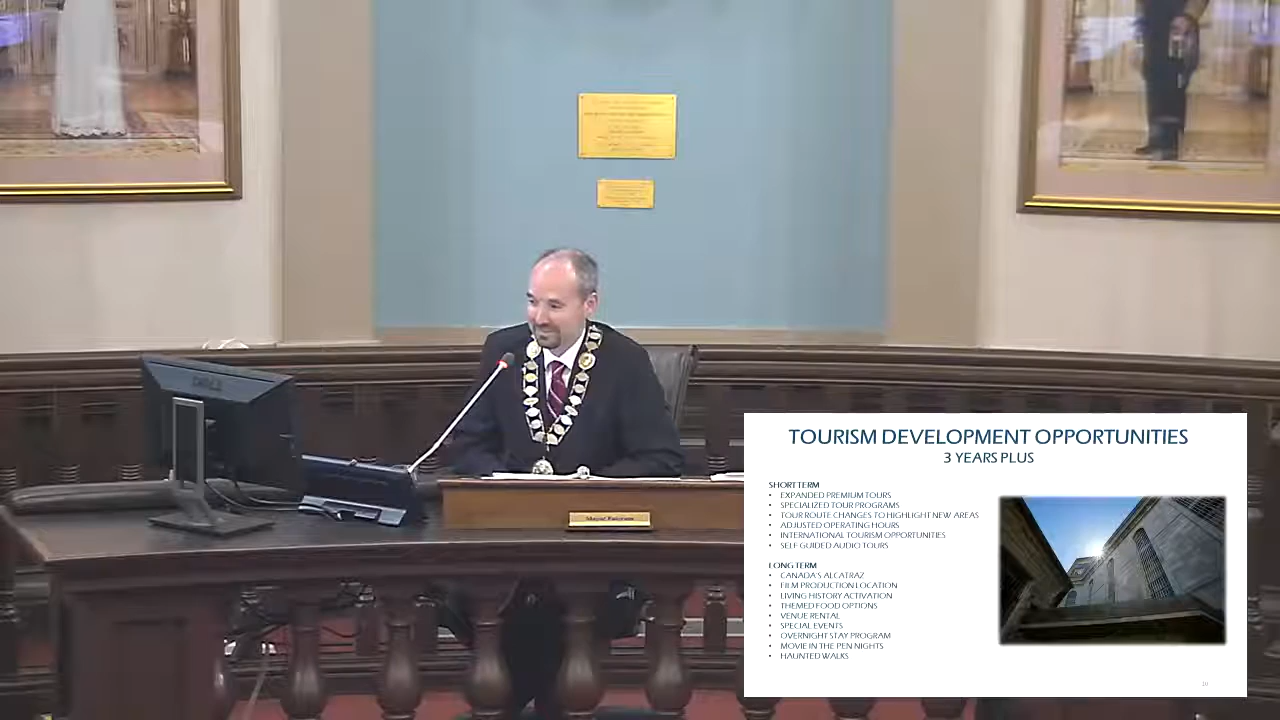 DELL
Mayor Paterson
TOURISM DEVELOPMENT OPPORTUNITIES
3 YEARS PLUS
SHORT TERM
• EXPANDED PREMIUM TOURS
• SPECIALIZED TOUR PROGRAMS
• TOUR ROUTE CHANGES TO HIGHLIGHT NEW AREAS
• ADJUSTED OPERATING HOURS
• INTERNATIONAL TOURISM OPPORTUNITIES
• SELF GUIDED AUDIO TOURS
LONG TERM
• CANADA'S ALCATRAZ
• FILM PRODUCTION LOCATION
• LIVING HISTORY ACTIVATION
• THEMED FOOD OPTIONS
• VENUE RENTAL
• SPECIAL EVENTS
• OVERNIGHT STAY PROGRAM
• MOVIE IN THE PEN NIGHTS
• HAUNTED WALKS